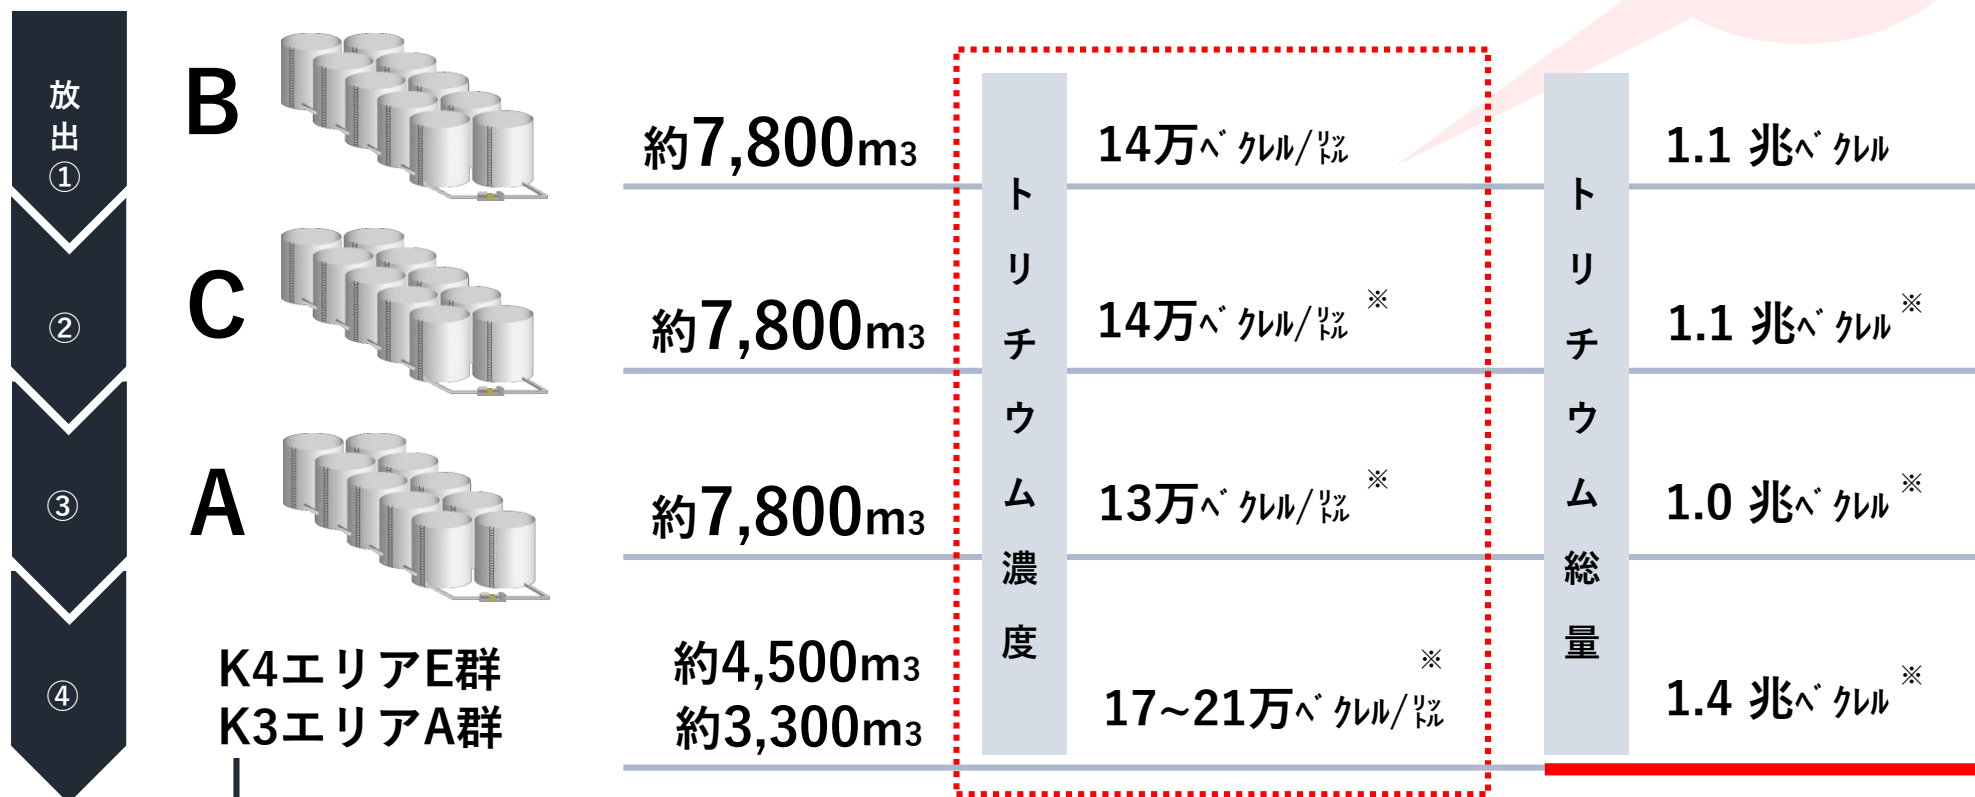 放出①
B
約7,800m3
14万ﾍﾞｸﾚﾙ/ﾘｯﾄﾙ
1.1 兆ﾍﾞｸﾚﾙ
②
C
約7,800m3
14万ﾍﾞｸﾚﾙ/ﾘｯﾄﾙ※
1.1 兆ﾍﾞｸﾚﾙ※
③
A
約7,800m3
13万ﾍﾞｸﾚﾙ/ﾘｯﾄﾙ※
1.0 兆ﾍﾞｸﾚﾙ※
④
K4エリアE群
K3エリアA群
約4,500m3
約3,300m3
17~21万ﾍﾞｸﾚﾙ/ﾘｯﾄﾙ※
1.4 兆ﾍﾞｸﾚﾙ※
トリチウム濃度
トリチウム総量